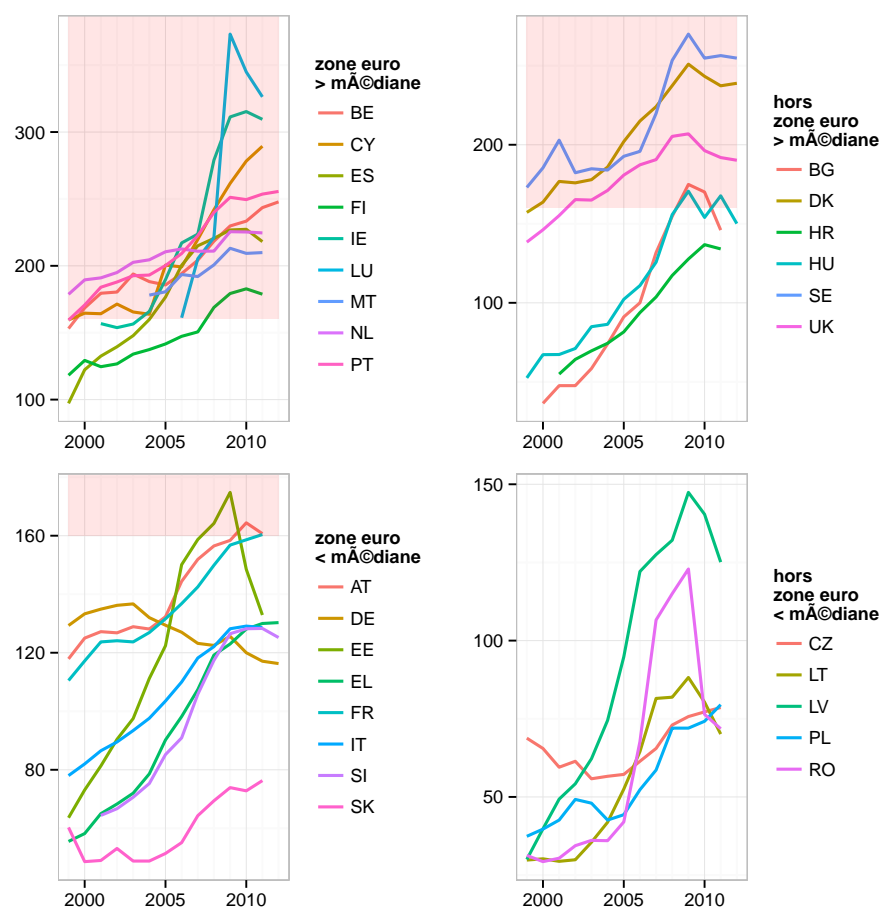 300
200
100
2000 2005 2010
zone euro
> mÃ©diane
BE
CY
ES
FI
IE
LU
MT
NL
PT
200
100
2000 2005 2010
hors
zone euro
> mÃ©diane
BG
DK
HR
HU
SE
UK
160
120
80
2000 2005 2010
zone euro
< mÃ©diane
AT
DE
EE
EL
FR
IT
SI
SK
150
100
50
2000 2005 2010
hors
zone euro
< mÃ©diane
CZ
LT
LV
PL
RO